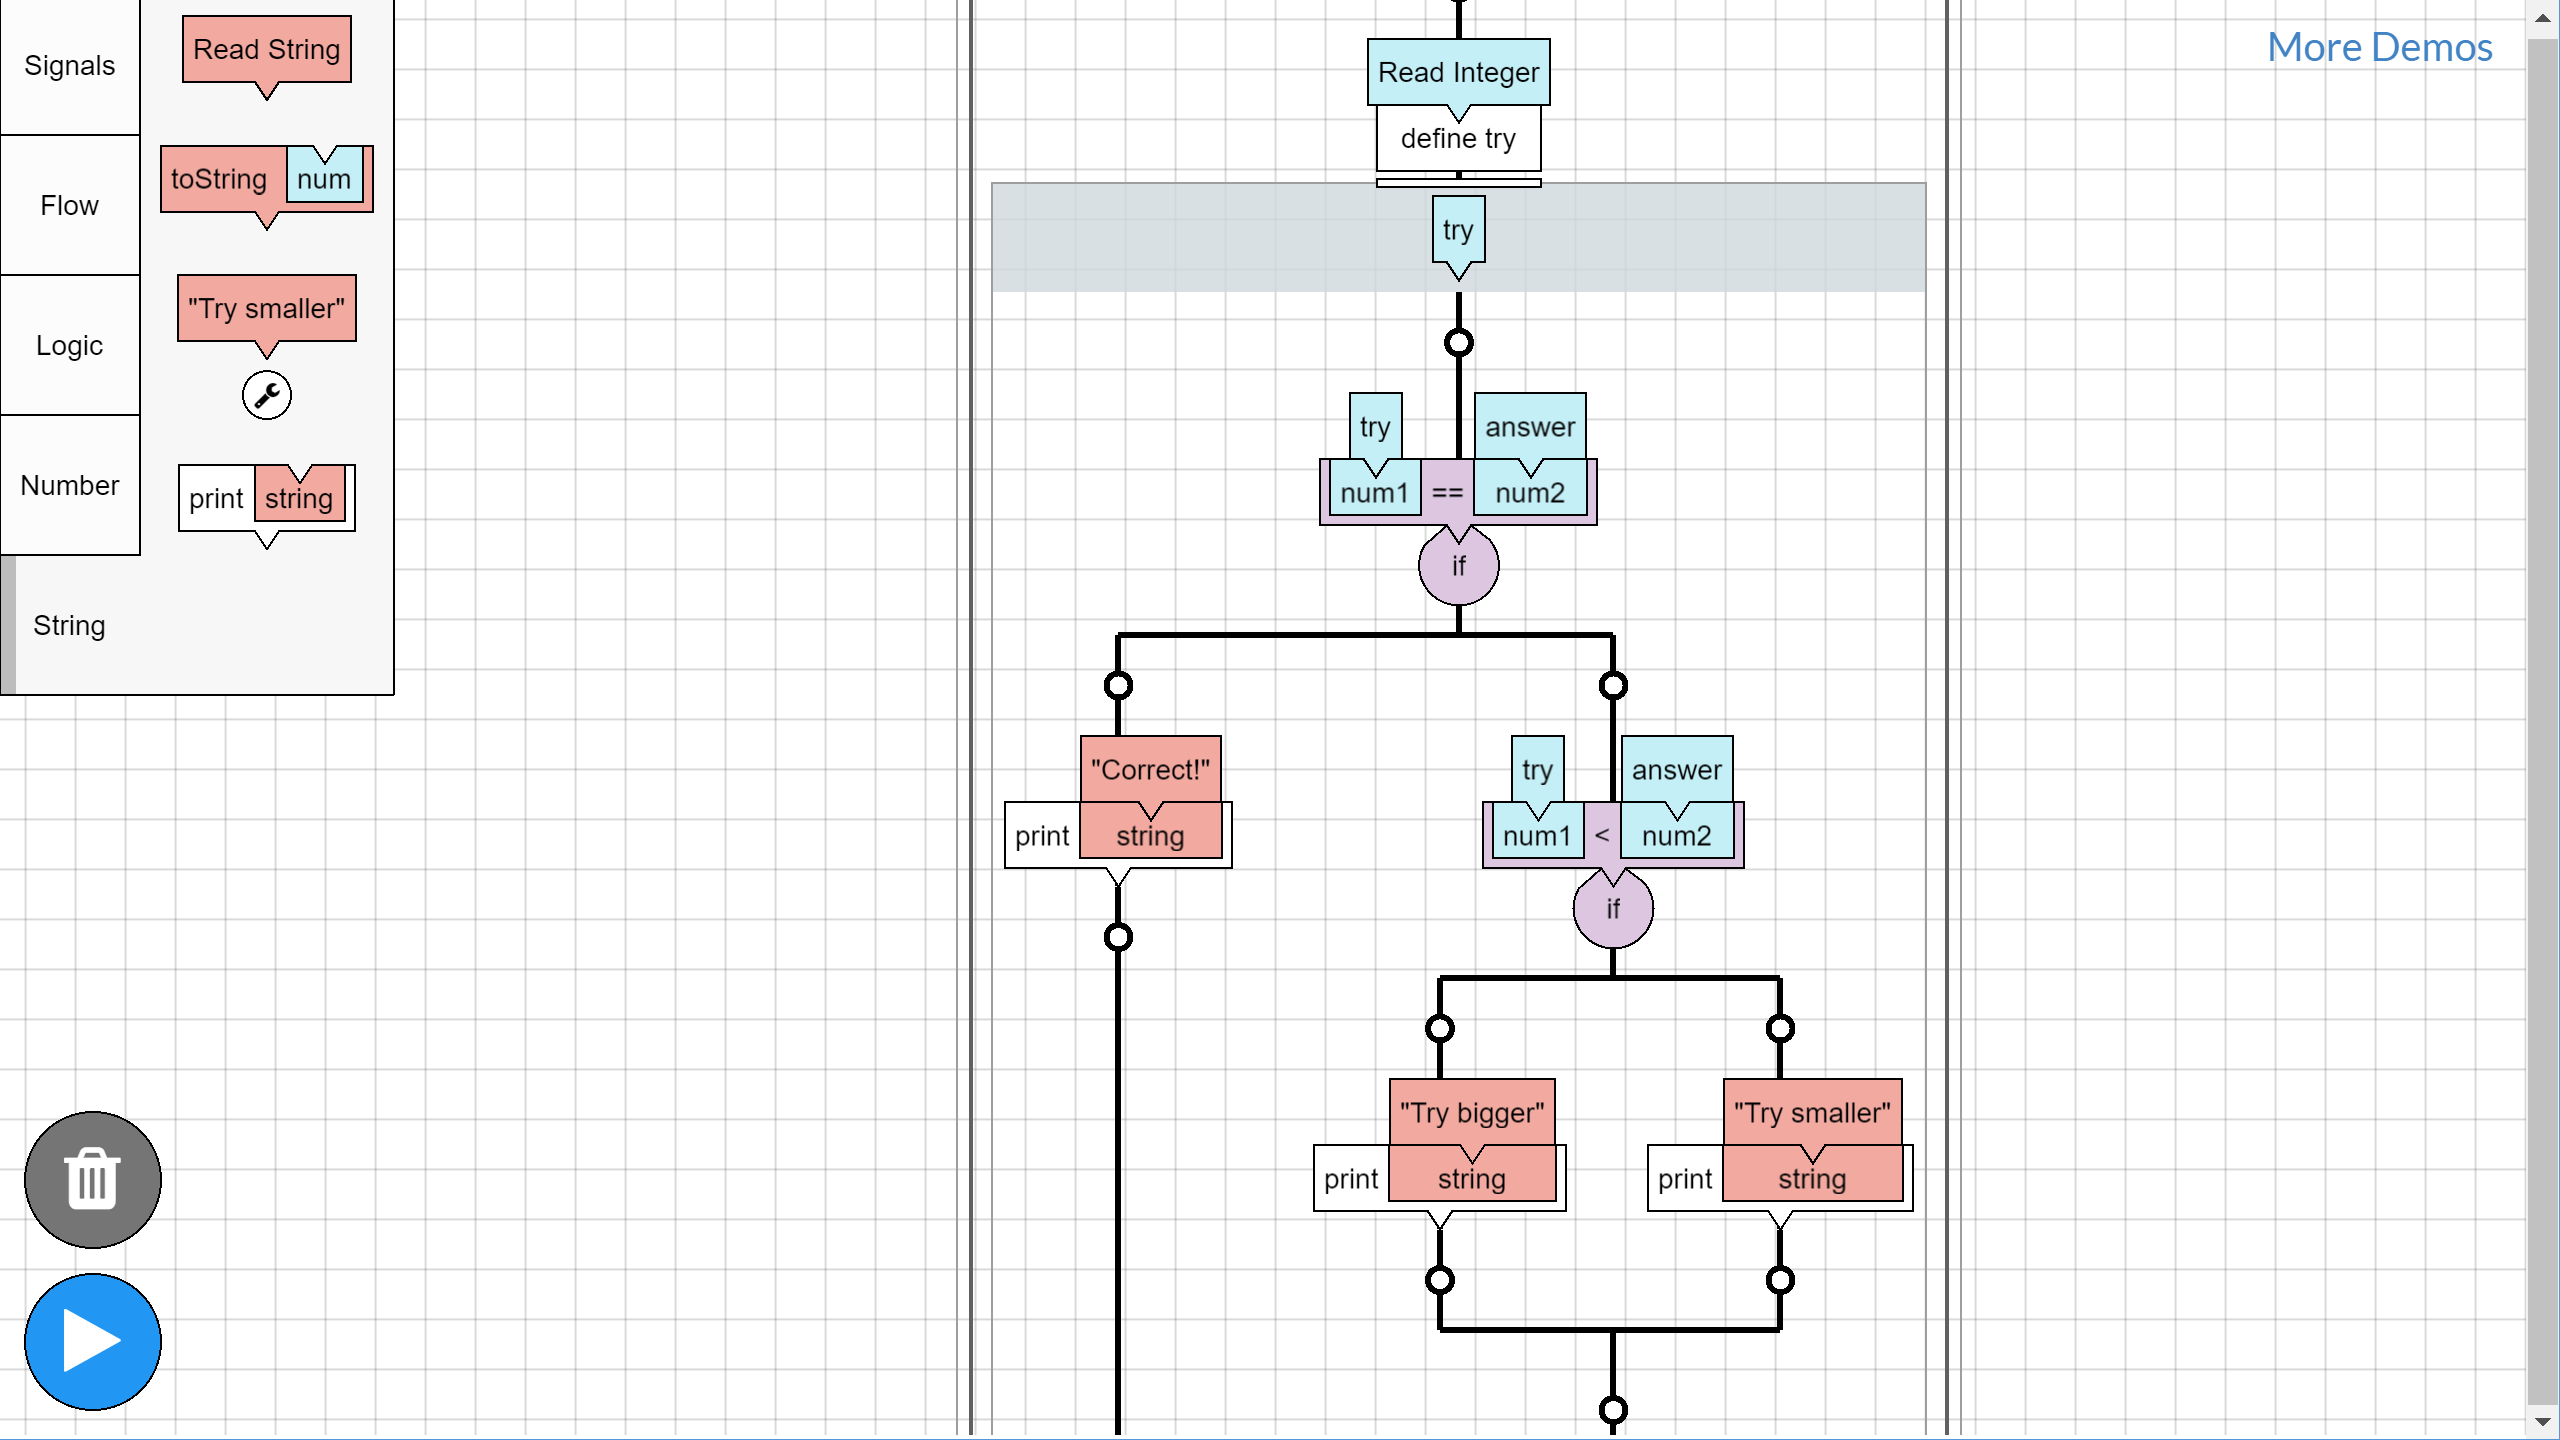 Signals
Flow
Logic
Number
String
Read String
toString num
"Try smaller"
print string
More Demos
Read Integer
define try
try
try answer
num1 == num2
if
"Correct!"
print string
try answer
num1 < num2
if
"Try bigger"
print string
"Try smaller"
print string